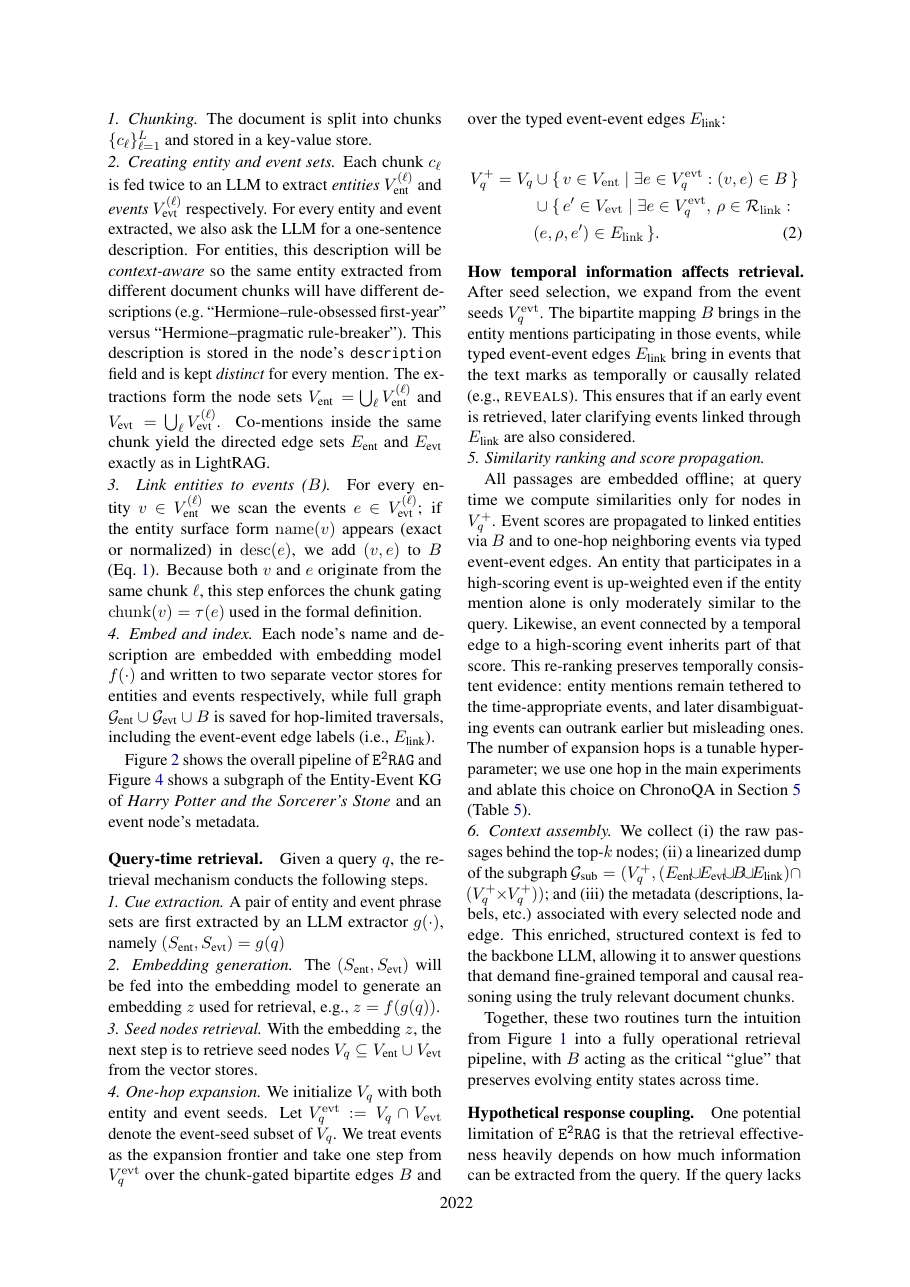 1. Chunking. The document is split into chunks
{cℓ}ᴸℓ=1 and stored in a key-value store.
2. Creating entity and event sets. Each chunk cℓ
is fed twice to an LLM to extract entities V_ent^(ℓ) and
events V_evt^(ℓ) respectively. For every entity and event
extracted, we also ask the LLM for a one-sentence
description. For entities, this description will be
context-aware so the same entity extracted from
different document chunks will have different de-
scriptions (e.g. “Hermione–rule-obsessed first-year”
versus “Hermione–pragmatic rule-breaker”). This
description is stored in the node’s description
field and is kept distinct for every mention. The ex-
tractions form the node sets V_ent = ⋃_ℓ V_ent^(ℓ) and
V_evt = ⋃_ℓ V_evt^(ℓ). Co-mentions inside the same
chunk yield the directed edge sets E_ent and E_evt
exactly as in LightRAG.
3. Link entities to events (B). For every en-
tity v ∈ V_ent^(ℓ) we scan the events e ∈ V_evt^(ℓ); if
the entity surface form name(v) appears (exact
or normalized) in desc(e), we add (v, e) to B
(Eq. 1). Because both v and e originate from the
same chunk ℓ, this step enforces the chunk gating
chunk(v) = τ(e) used in the formal definition.
4. Embed and index. Each node’s name and de-
scription are embedded with embedding model
f(·) and written to two separate vector stores for
entities and events respectively, while full graph
𝒢_ent ∪ 𝒢_evt ∪ B is saved for hop-limited traversals,
including the event-event edge labels (i.e., E_link).
Figure 2 shows the overall pipeline of E²RAG and
Figure 4 shows a subgraph of the Entity-Event KG
of Harry Potter and the Sorcerer’s Stone and an
event node’s metadata.
Query-time retrieval. Given a query q, the re-
trieval mechanism conducts the following steps.
1. Cue extraction. A pair of entity and event phrase
sets are first extracted by an LLM extractor g(·),
namely (S_ent, S_evt) = g(q)
2. Embedding generation. The (S_ent, S_evt) will
be fed into the embedding model to generate an
embedding z used for retrieval, e.g., z = f(g(q)).
3. Seed nodes retrieval. With the embedding z, the
next step is to retrieve seed nodes V_q ⊆ V_ent ∪ V_evt
from the vector stores.
4. One-hop expansion. We initialize V_q with both
entity and event seeds. Let V_q^evt := V_q ∩ V_evt
denote the event-seed subset of V_q. We treat events
as the expansion frontier and take one step from
V_q^evt over the chunk-gated bipartite edges B and
over the typed event-event edges E_link:
V_q^+ = V_q ∪ { v ∈ V_ent | ∃e ∈ V_q^evt : (v, e) ∈ B }
∪ { e′ ∈ V_evt | ∃e ∈ V_q^evt, ρ ∈ ℛ_link :
(e, ρ, e′) ∈ E_link }. (2)
How temporal information affects retrieval.
After seed selection, we expand from the event
seeds V_q^evt. The bipartite mapping B brings in the
entity mentions participating in those events, while
typed event-event edges E_link bring in events that
the text marks as temporally or causally related
(e.g., REVEALS). This ensures that if an early event
is retrieved, later clarifying events linked through
E_link are also considered.
5. Similarity ranking and score propagation.
All passages are embedded offline; at query
time we compute similarities only for nodes in
V_q^+. Event scores are propagated to linked entities
via B and to one-hop neighboring events via typed
event-event edges. An entity that participates in a
high-scoring event is up-weighted even if the entity
mention alone is only moderately similar to the
query. Likewise, an event connected by a temporal
edge to a high-scoring event inherits part of that
score. This re-ranking preserves temporally consis-
tent evidence: entity mentions remain tethered to
the time-appropriate events, and later disambiguat-
ing events can outrank earlier but misleading ones.
The number of expansion hops is a tunable hyper-
parameter; we use one hop in the main experiments
and ablate this choice on ChronoQA in Section 5
(Table 5).
6. Context assembly. We collect (i) the raw pas-
sages behind the top-k nodes; (ii) a linearized dump
of the subgraph 𝒢_sub = (V_q^+, (E_ent∪E_evt∪B∪E_link)∩
(V_q^+×V_q^+)); and (iii) the metadata (descriptions, la-
bels, etc.) associated with every selected node and
edge. This enriched, structured context is fed to
the backbone LLM, allowing it to answer questions
that demand fine-grained temporal and causal rea-
soning using the truly relevant document chunks.
Together, these two routines turn the intuition
from Figure 1 into a fully operational retrieval
pipeline, with B acting as the critical “glue” that
preserves evolving entity states across time.
Hypothetical response coupling. One potential
limitation of E²RAG is that the retrieval effective-
ness heavily depends on how much information
can be extracted from the query. If the query lacks
2022